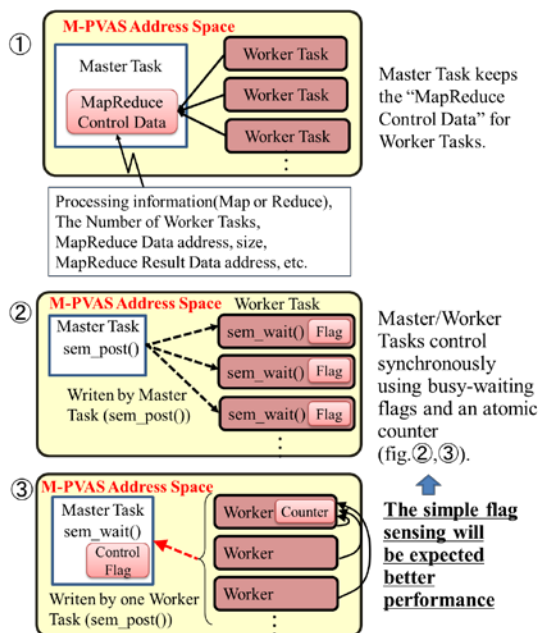 ①
M-PVAS Address Space
Master Task
MapReduce
Control Data
Worker Task
Worker Task
Worker Task
⋮
Processing information(Map or Reduce),
The Number of Worker Tasks,
MapReduce Data address, size,
MapReduce Result Data address, etc.
Master Task keeps
the “MapReduce
Control Data” for
Worker Tasks.
②
M-PVAS Address Space
Worker Task
Master Task
sem_post()
sem_wait() Flag
sem_wait() Flag
sem_wait() Flag
⋮
Writen by Master
Task (sem_post())
Master/Worker
Tasks control
synchronously
using busy-waiting
flags and an atomic
counter
(fig.②,③).
③
M-PVAS Address Space
Master Task
sem_wait()
Control
Flag
Worker Counter
Worker
Worker
⋮
Writen by one Worker
Task (sem_post())
The simple flag
sensing will
be expected
better
performance